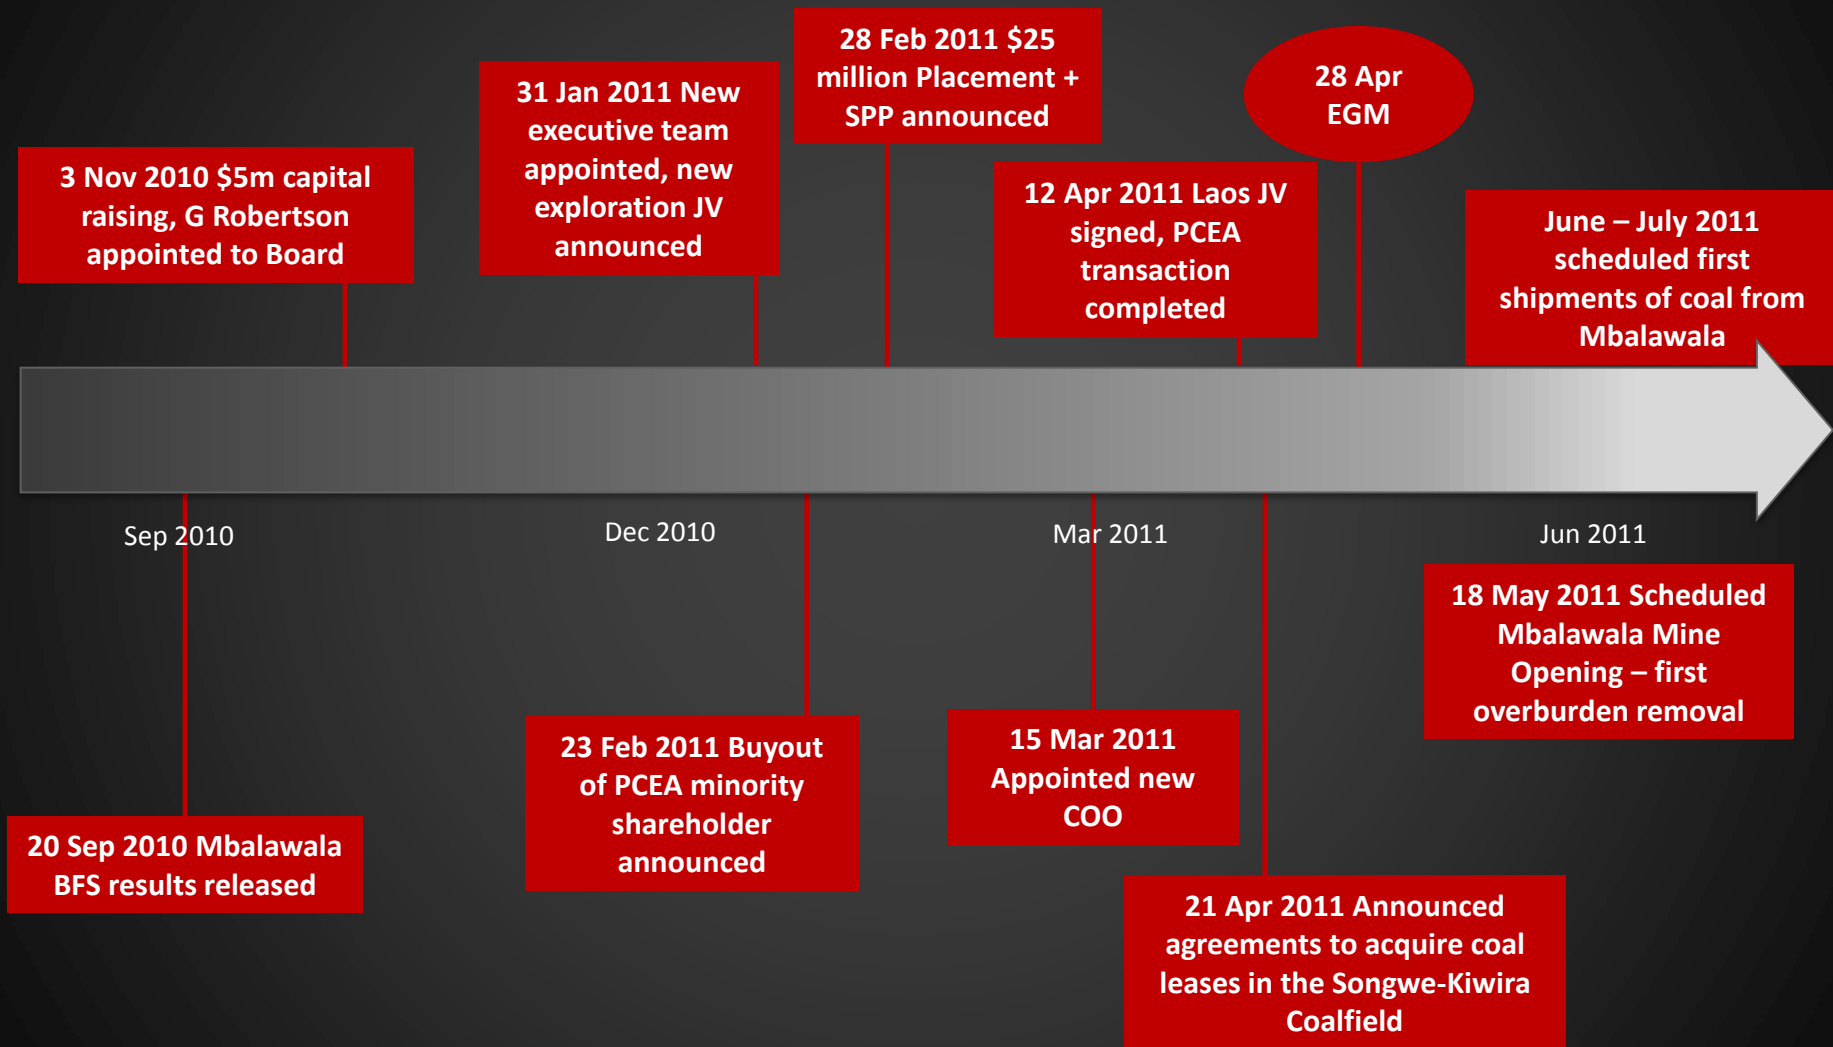 28 Feb 2011 $25
million Placement +
SPP announced
28 Apr
EGM
31 Jan 2011 New
executive team
appointed, new
exploration JV
announced
3 Nov 2010 $5m capital
raising, G Robertson
appointed to Board
12 Apr 2011 Laos JV
signed, PCEA
transaction
completed
June – July 2011
scheduled first
shipments of coal from
Mbalawala
Sep 2010
Dec 2010
Mar 2011
Jun 2011
18 May 2011 Scheduled
Mbalawala Mine
Opening – first
overburden removal
23 Feb 2011 Buyout
of PCEA minority
shareholder
announced
15 Mar 2011
Appointed new
COO
20 Sep 2010 Mbalawala
BFS results released
21 Apr 2011 Announced
agreements to acquire coal
leases in the Songwe-Kiwira
Coalfield